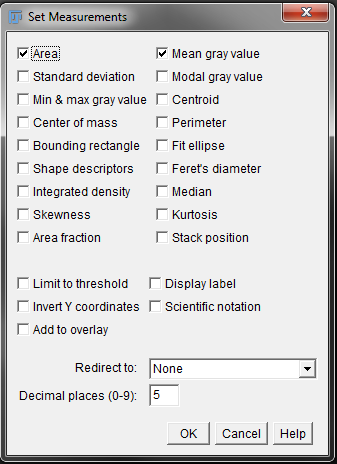 Set Measurements
Area Mean gray value
Standard deviation Modal gray value
Min & max gray value Centroid
Center of mass Perimeter
Bounding rectangle Fit ellipse
Shape descriptors Feret's diameter
Integrated density Median
Skewness Kurtosis
Area fraction Stack position
Limit to threshold Display label
Invert Y coordinates Scientific notation
Add to overlay
Redirect to: None
Decimal places (0-9): 5
OK Cancel Help